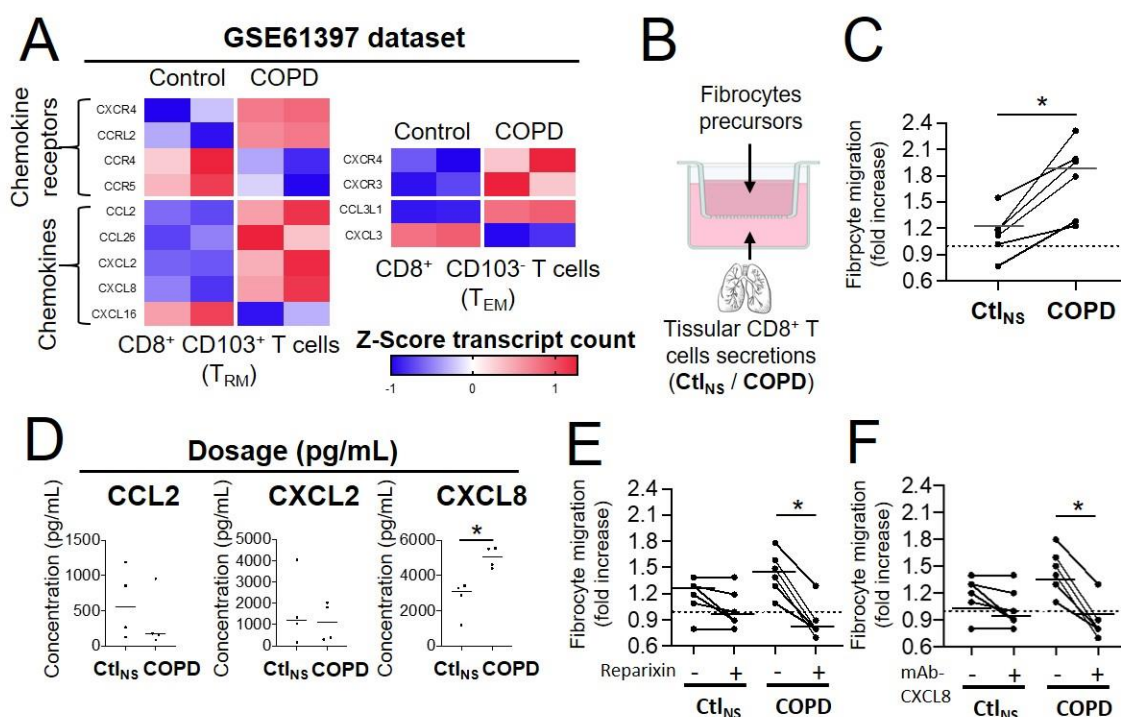 A
GSE61397 dataset
Control
COPD
Chemokine
receptors
CXCR4
CCRL2
CCR4
CCR5
Chemokines
CCL2
CCL26
CXCL2
CXCL8
CXCL16
CD8+ CD103+ T cells
(TRM)
Control
COPD
CXCR4
CXCR3
CCL3L1
CXCL3
CD8+ CD103- T cells
(TEM)
Z-Score transcript count
-1 0 1
B
Fibrocytes
precursors
Tissular CD8+ T
cells secretions
(CtlNS / COPD)
C
Fibrpcyte migration
(fold increase)
2.4
2.1
1.8
1.5
1.2
0.9
0.6
*
CtlNS COPD
D
Dosage (pg/mL)
CCL2
Concentration (pg/mL)
1500
1000
500
0
CtlNS COPD
CXCL2
Concentration (pg/mL)
5000
4000
3000
2000
1000
0
CtlNS COPD
CXCL8
Concentration (pg/mL)
6000
4000
2000
0
*
CtlNS COPD
E
Fibrocyte migration
(fold increase)
2.4
2.1
1.8
1.5
1.2
0.9
0.6
*
Reparixin - + - +
CtlNS COPD
F
Fibrocyte migration
(fold increase)
2.4
2.1
1.8
1.5
1.2
0.9
0.6
*
mAb-
CXCL8 - + - +
CtlNS COPD